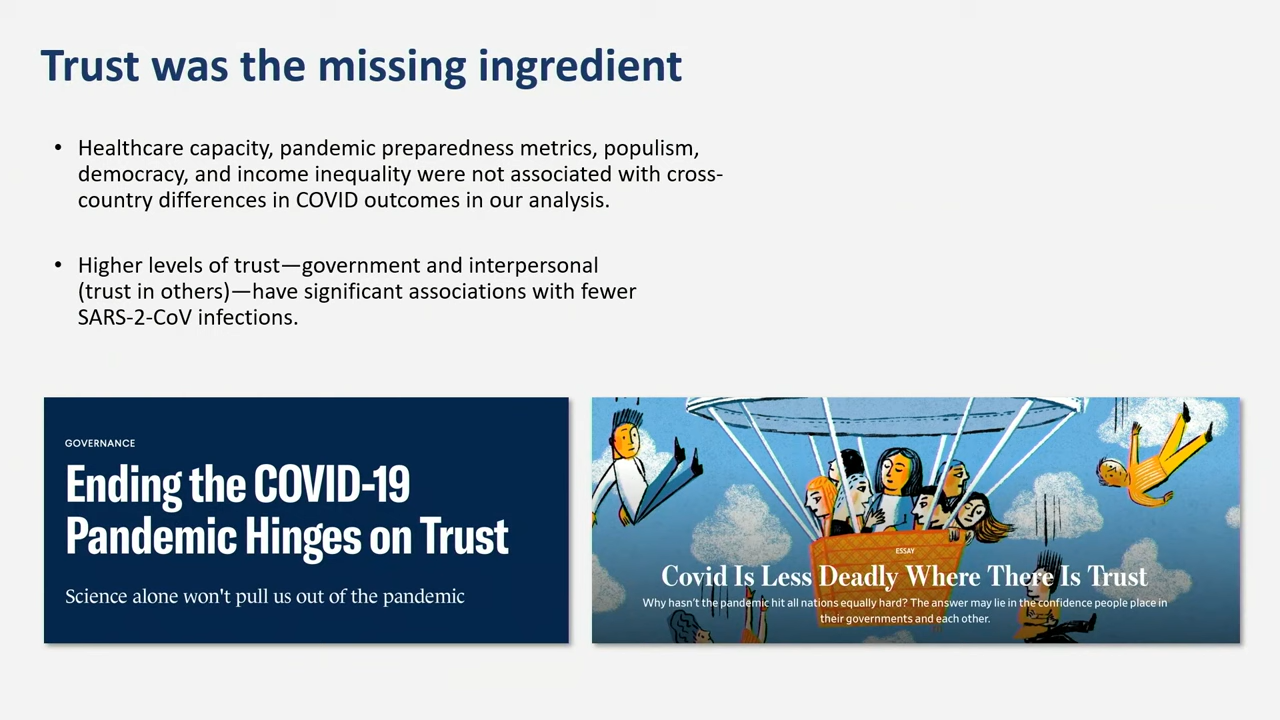 Trust was the missing ingredient
• Healthcare capacity, pandemic preparedness metrics, populism,
democracy, and income inequality were not associated with cross-
country differences in COVID outcomes in our analysis.
• Higher levels of trust—government and interpersonal
(trust in others)—have significant associations with fewer
SARS-2-CoV infections.
GOVERNANCE
Ending the COVID-19
Pandemic Hinges on Trust
Science alone won't pull us out of the pandemic
ESSAY
Covid Is Less Deadly Where There Is Trust
Why hasn't the pandemic hit all nations equally hard? The answer may lie in the confidence people place in
their governments and each other.